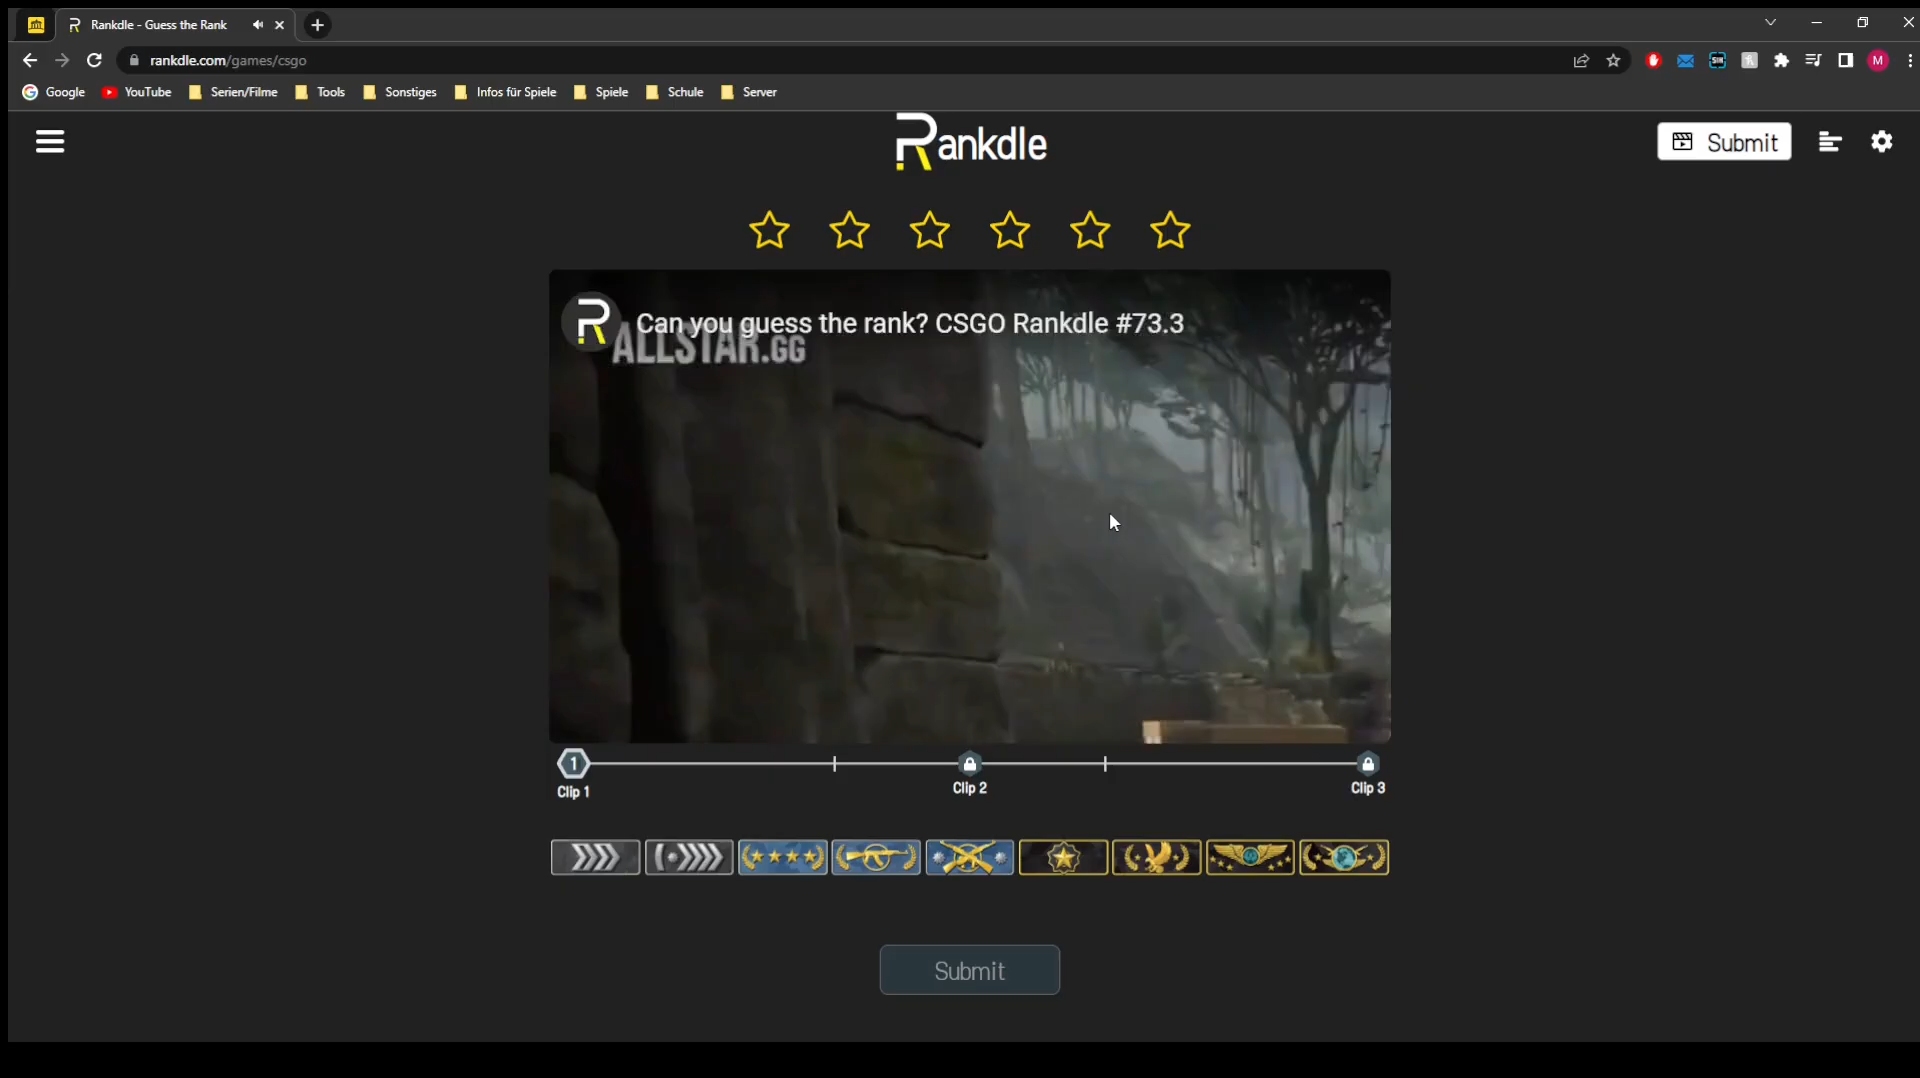 Rankdle - Guess the Rank
rankdle.com/games/csgo
M
Google YouTube Serien/Filme Tools Sonstiges Infos für Spiele Spiele Schule Server
Rankdle
Submit
Can you guess the rank? CSGO Rankdle #73.3
ALLSTAR.GG
1
Clip 1 Clip 2 Clip 3
Submit